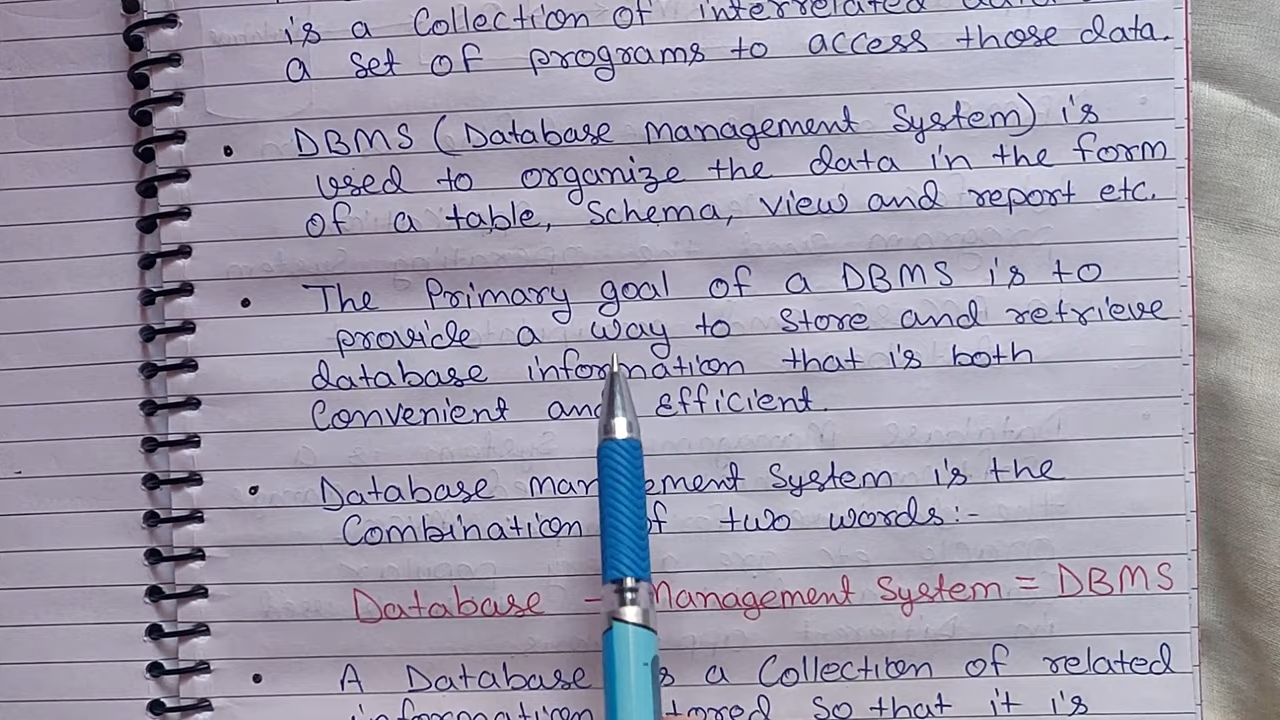 is a Collection of interrelated
a set of programs to access those data.
• DBMS (Database management System) is
used to organize the data in the form
of a table, Schema, view and report etc.
• The Primary goal of a DBMS is to
provide a way to Store and retrieve
database information that is both
Convenient and efficient.
• Database management System is the
Combination of two words:-
Database - Management System = DBMS
• A Database is a Collection of related
information stored so that it is